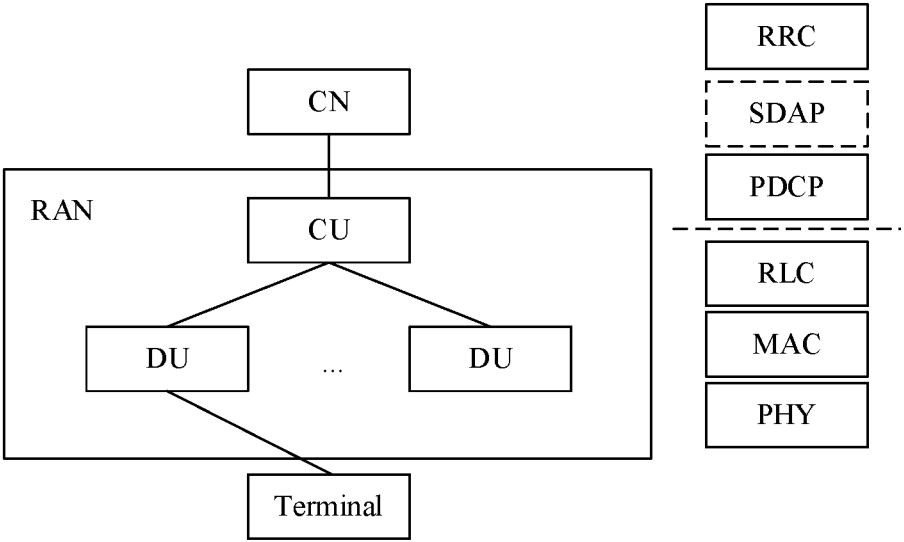 CN
RAN
CU
DU
...
DU
Terminal
RRC
SDAP
PDCP
RLC
MAC
PHY